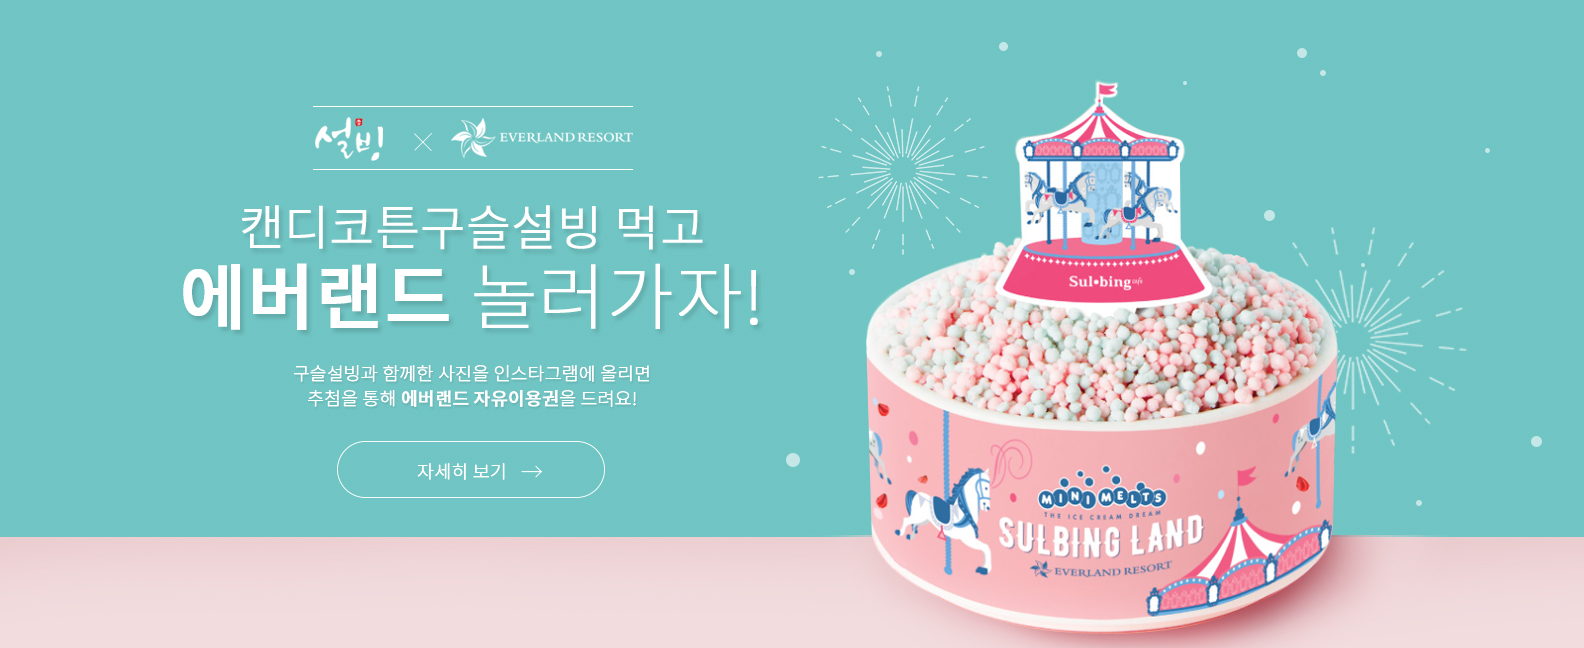 설빙 × EVERLAND RESORT
캔디코튼구슬설빙 먹고
에버랜드 놀러가자!
구슬설빙과 함께한 사진을 인스타그램에 올리면
추첨을 통해 에버랜드 자유이용권을 드려요!
자세히 보기 →
Sul•bing cafe
MINI MELTS
THE ICE CREAM DREAM
SULBING LAND
EVERLAND RESORT